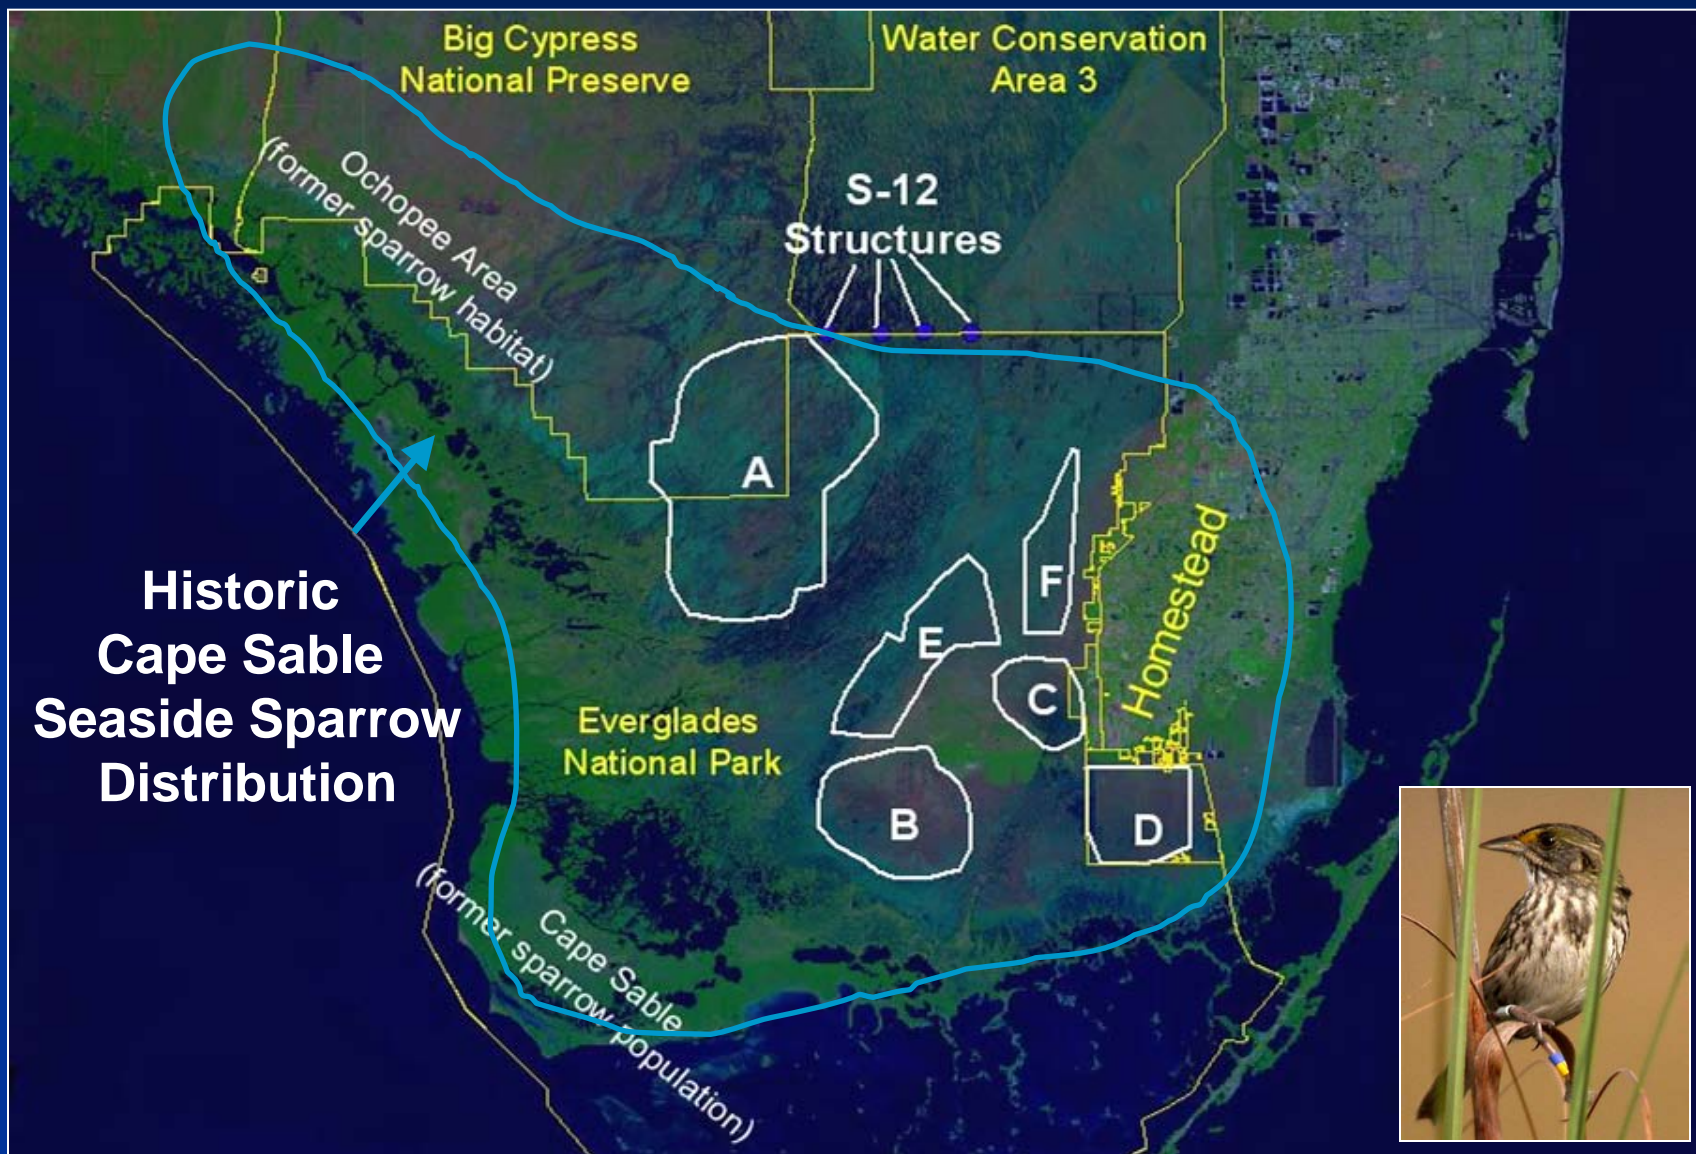 Big Cypress
National Preserve
Water Conservation
Area 3
Ochopee Area
(former sparrow habitat)
S-12
Structures
A
F
E
C
Homestead
Historic
Cape Sable
Seaside Sparrow
Distribution
Everglades
National Park
B
D
Cape Sable
(former sparrow population)